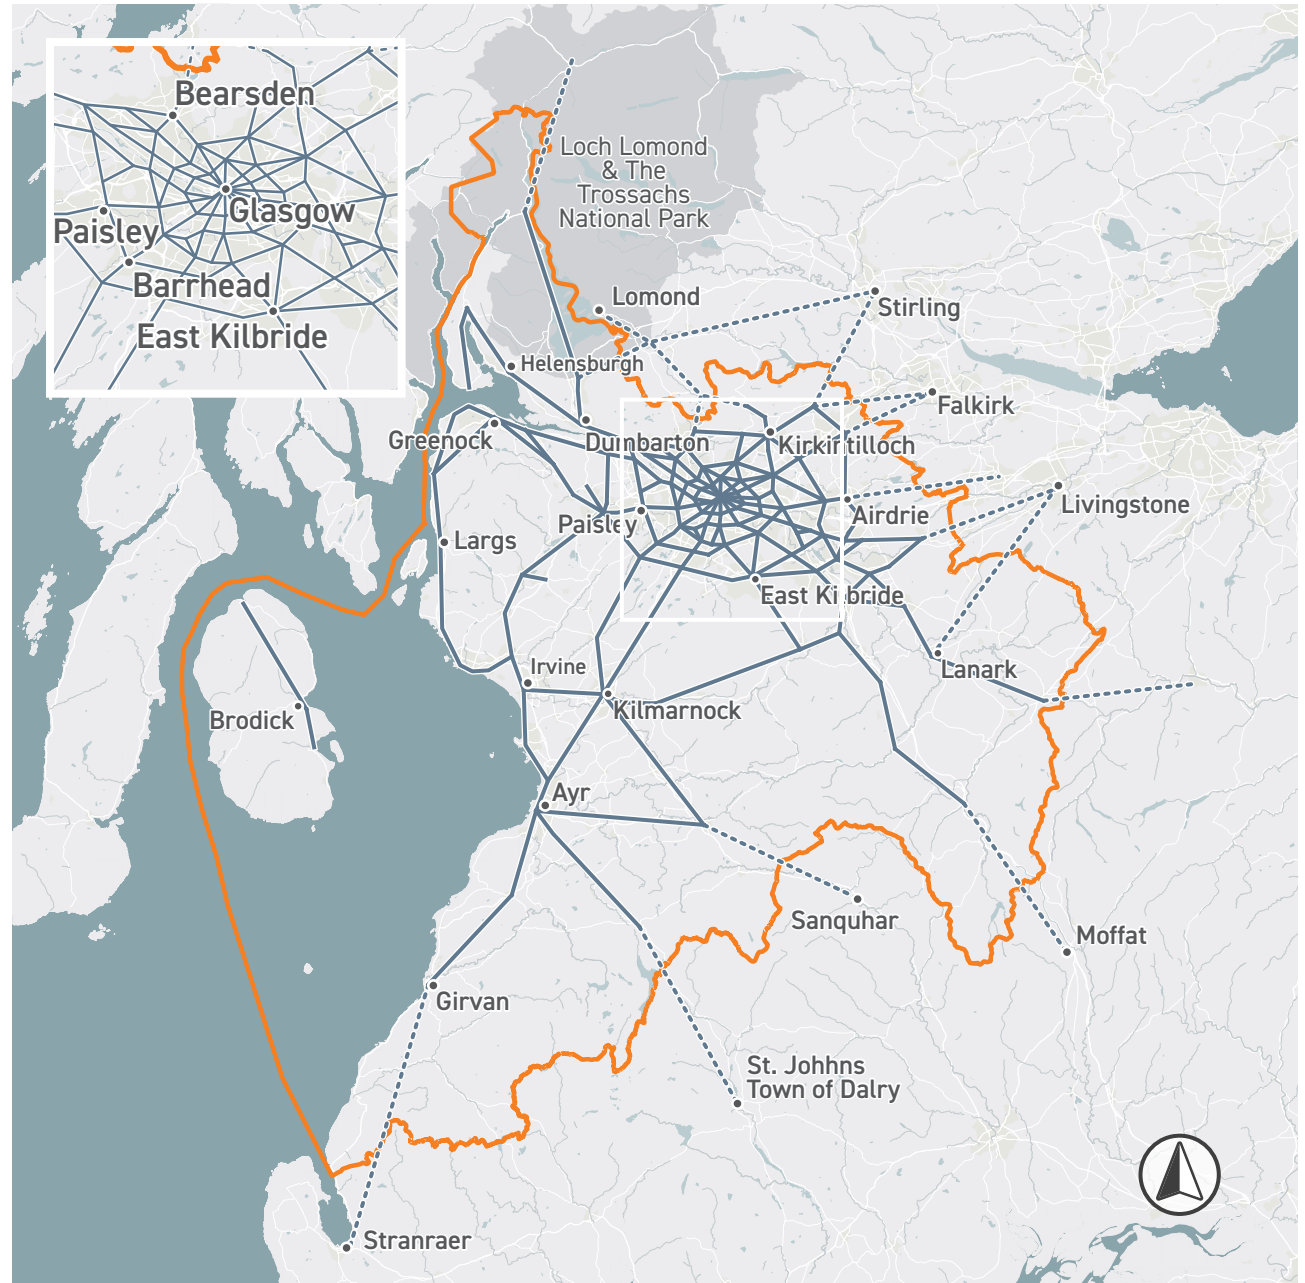 Bearsden
Glasgow
Paisley
Barrhead
East Kilbride
Loch Lomond
& The
Trossachs
National Park
Lomond
Stirling
Helensburgh
Falkirk
Greenock
Dumbarton
Kirkintilloch
Livingstone
Paisley
Airdrie
Largs
East Kilbride
Irvine
Lanark
Brodick
Kilmarnock
Ayr
Sanquhar
Moffat
Girvan
St. Johhns
Town of Dalry
Stranraer